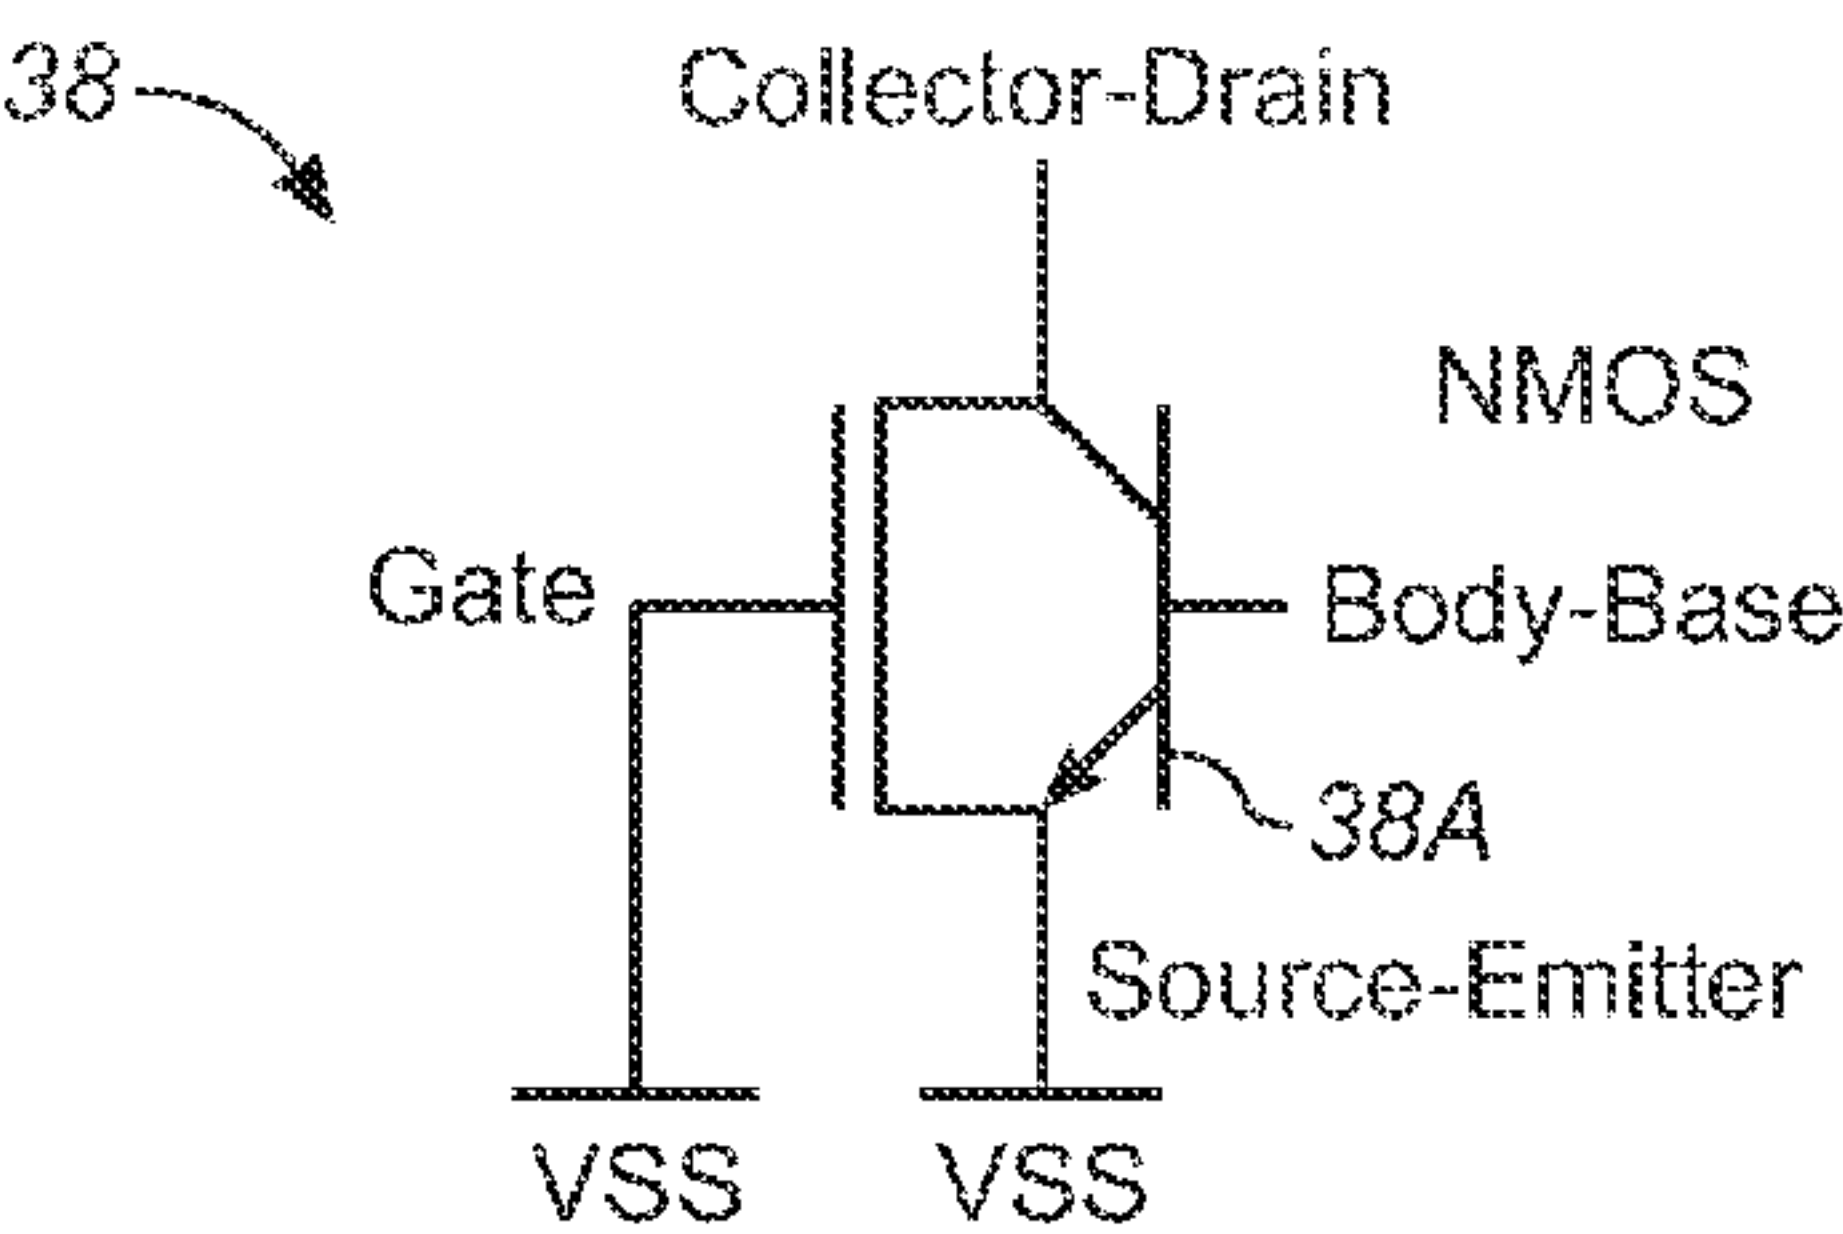 38
Collector-Drain
NMOS
Gate
Body-Base
38A
Source-Emitter
VSS
VSS